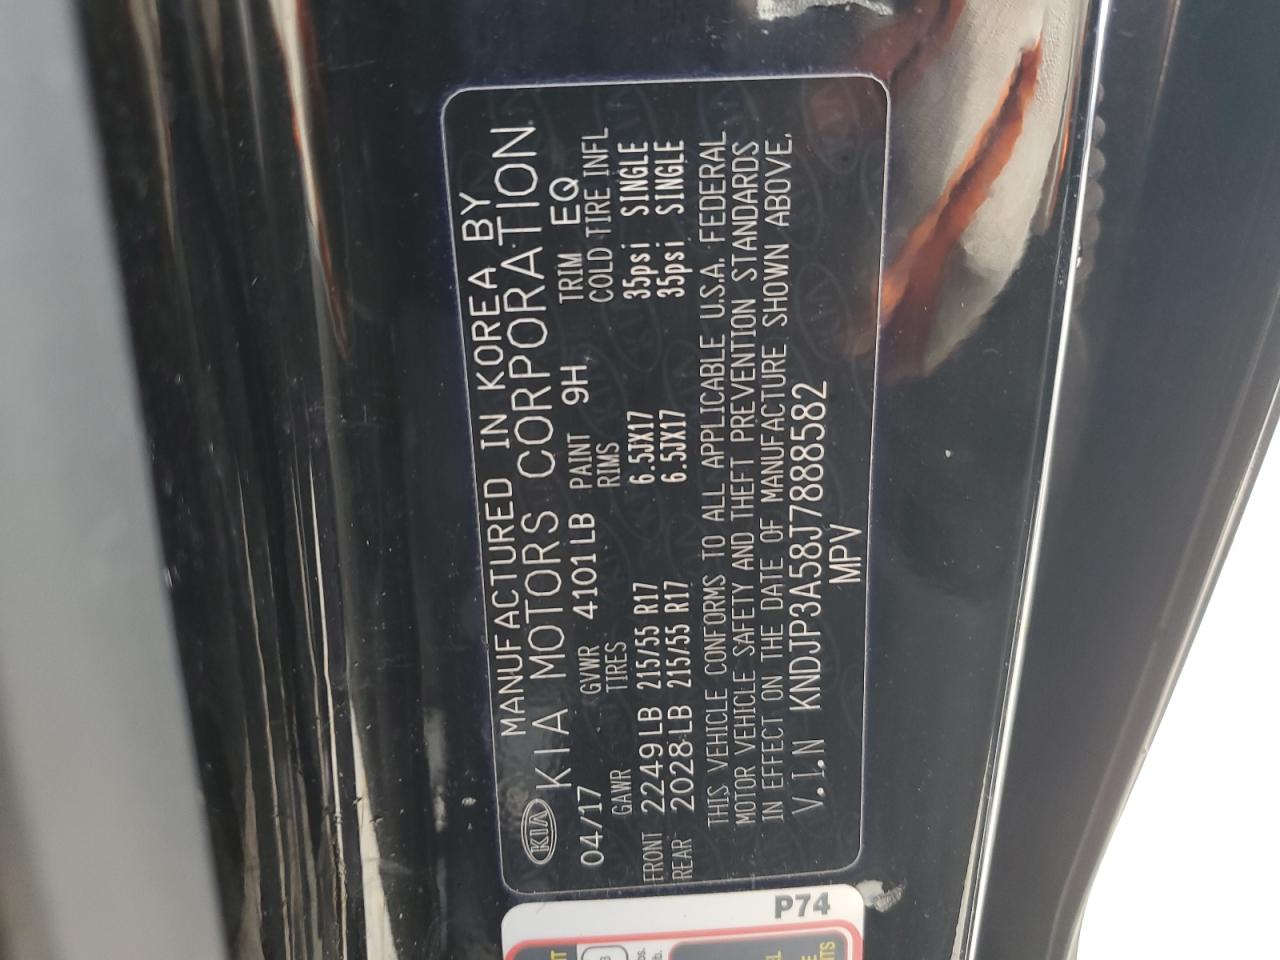 MANUFACTURED IN KOREA BY
KIA KIA MOTORS CORPORATION
04/17 GVWR 4101LB PAINT 9H TRIM EQ
GAWR TIRES RIMS COLD TIRE INFL
FRONT 2249LB 215/55 R17 6.5JX17 35psi SINGLE
REAR 2028LB 215/55 R17 6.5JX17 35psi SINGLE
THIS VEHICLE CONFORMS TO ALL APPLICABLE U.S.A. FEDERAL
MOTOR VEHICLE SAFETY AND THEFT PREVENTION STANDARDS
IN EFFECT ON THE DATE OF MANUFACTURE SHOWN ABOVE.
V.I.N KNDJP3A58J7888582
MPV
P74